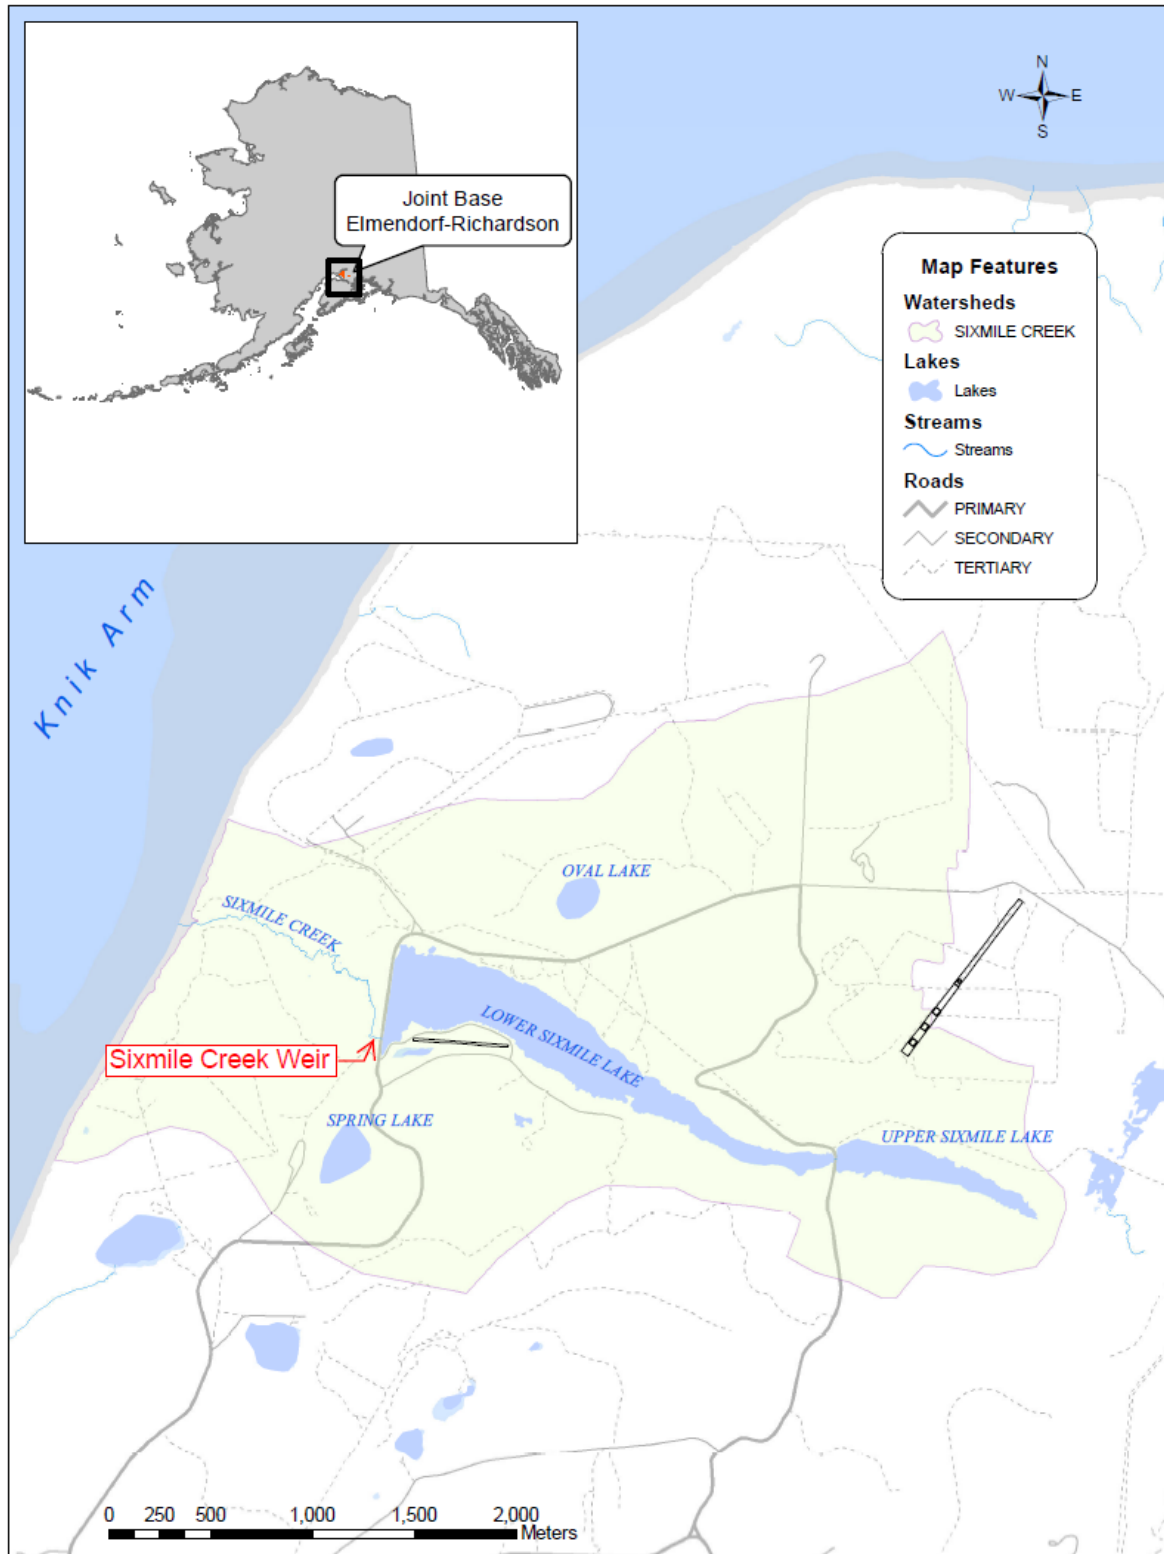 Joint Base
Elmendorf-Richardson
N
W
E
S
Map Features
Watersheds
SIXMILE CREEK
Lakes
Lakes
Streams
Streams
Roads
PRIMARY
SECONDARY
TERTIARY
Knik Arm
OVAL LAKE
SIXMILE CREEK
LOWER SIXMILE LAKE
Sixmile Creek Weir
SPRING LAKE
UPPER SIXMILE LAKE
0 250 500 1,000 1,500 2,000
Meters